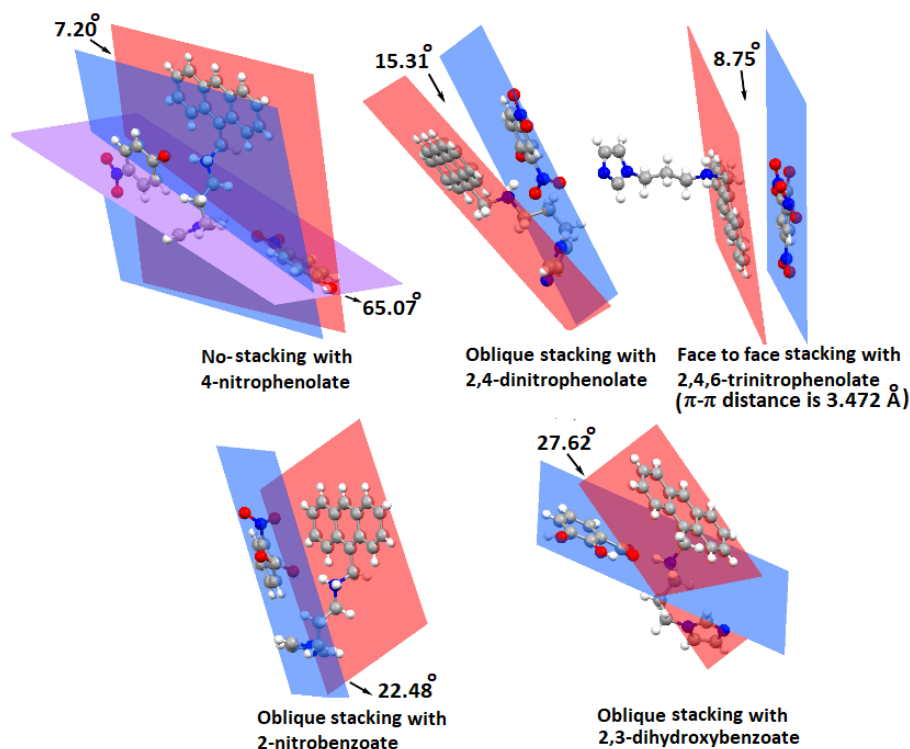 7.20°
15.31°
8.75°
65.07°
No-stacking with
4-nitrophenolate
Oblique stacking with
2,4-dinitrophenolate
Face to face stacking with
2,4,6-trinitrophenolate
(π-π distance is 3.472 Å)
27.62°
22.48°
Oblique stacking with
2-nitrobenzoate
Oblique stacking with
2,3-dihydroxybenzoate